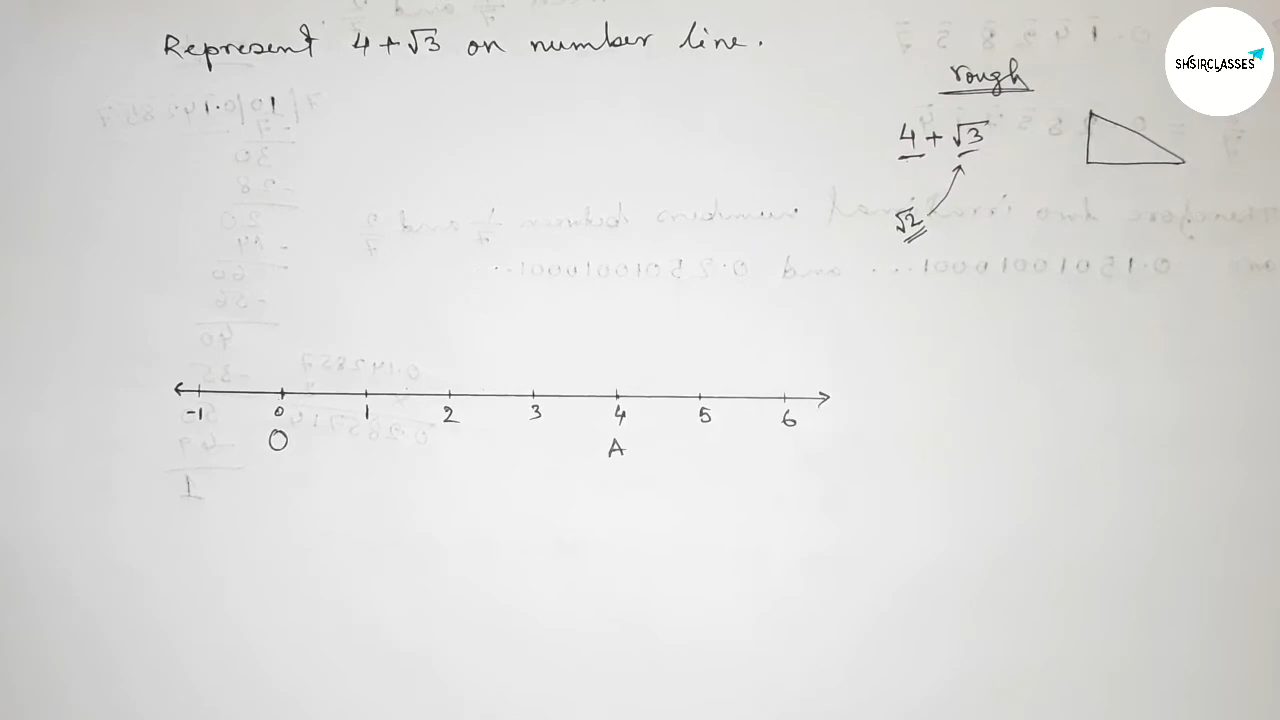 Represent 4 + √3 on number line.
SHSIRCLASSES
rough
4 + √3
√2
-1 0 1 2 3 4 5 6
O A